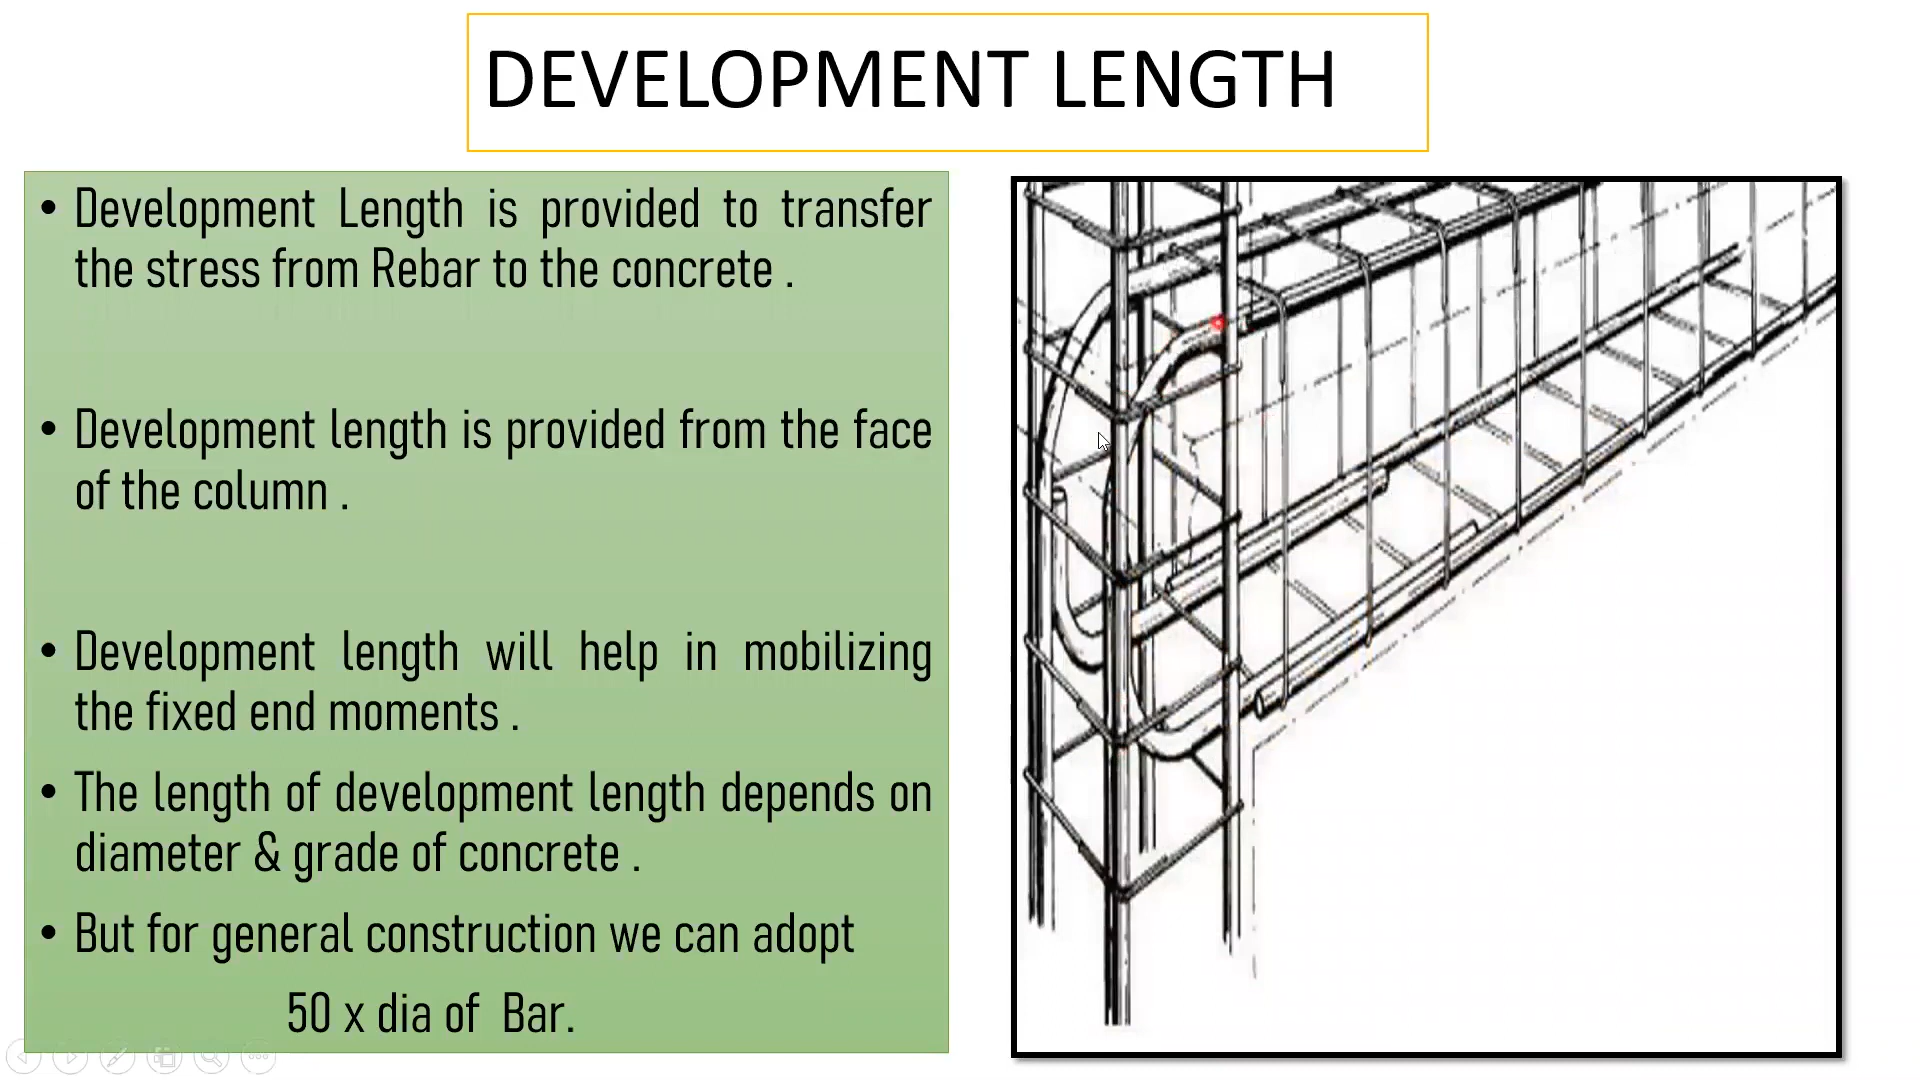 DEVELOPMENT LENGTH
• Development Length is provided to transfer
the stress from Rebar to the concrete .
• Development length is provided from the face
of the column .
• Development length will help in mobilizing
the fixed end moments .
• The length of development length depends on
diameter & grade of concrete .
• But for general construction we can adopt
50 x dia of Bar.